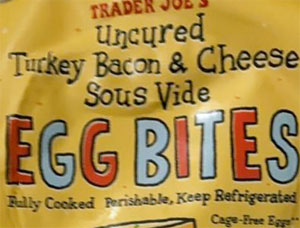 TRADER JOE'S
Uncured
Turkey Bacon & Cheese
Sous Vide
EGG BITES
Fully Cooked Perishable, Keep Refrigerated
Cage-Free Eggs**